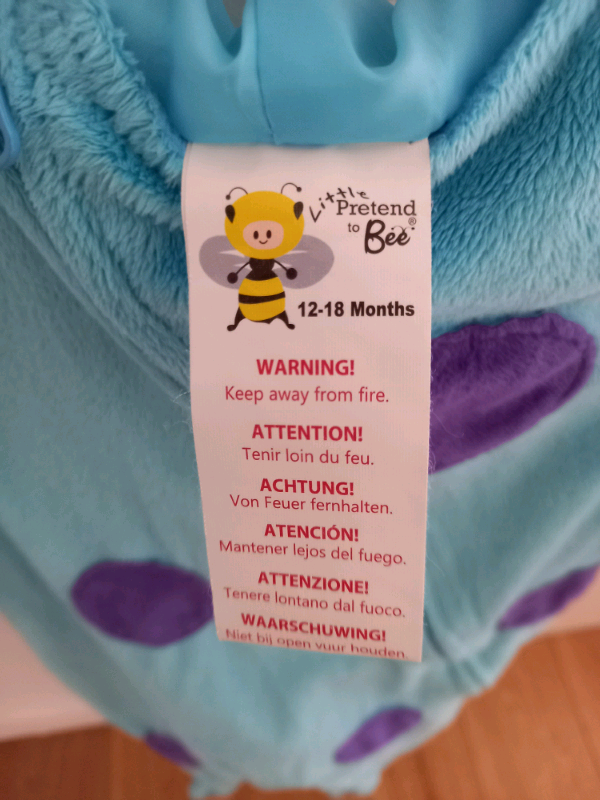 Little
Pretend
to Bee®
12-18 Months
WARNING!
Keep away from fire.
ATTENTION!
Tenir loin du feu.
ACHTUNG!
Von Feuer fernhalten.
ATENCIÓN!
Mantener lejos del fuego.
ATTENZIONE!
Tenere lontano dal fuoco.
WAARSCHUWING!
Niet bij open vuur houden.